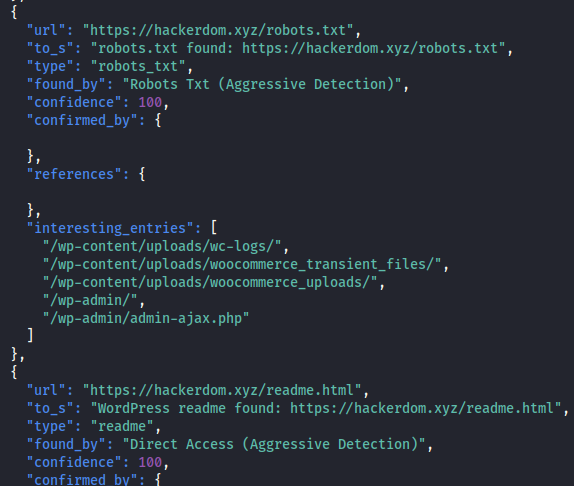 {
"url": "https://hackerdom.xyz/robots.txt",
"to_s": "robots.txt found: https://hackerdom.xyz/robots.txt",
"type": "robots_txt",
"found_by": "Robots Txt (Aggressive Detection)",
"confidence": 100,
"confirmed_by": {
},
"references": {
},
"interesting_entries": [
"/wp-content/uploads/wc-logs/",
"/wp-content/uploads/woocommerce_transient_files/",
"/wp-content/uploads/woocommerce_uploads/",
"/wp-admin/",
"/wp-admin/admin-ajax.php"
]
},
{
"url": "https://hackerdom.xyz/readme.html",
"to_s": "WordPress readme found: https://hackerdom.xyz/readme.html",
"type": "readme",
"found_by": "Direct Access (Aggressive Detection)",
"confidence": 100,
"confirmed_by": {